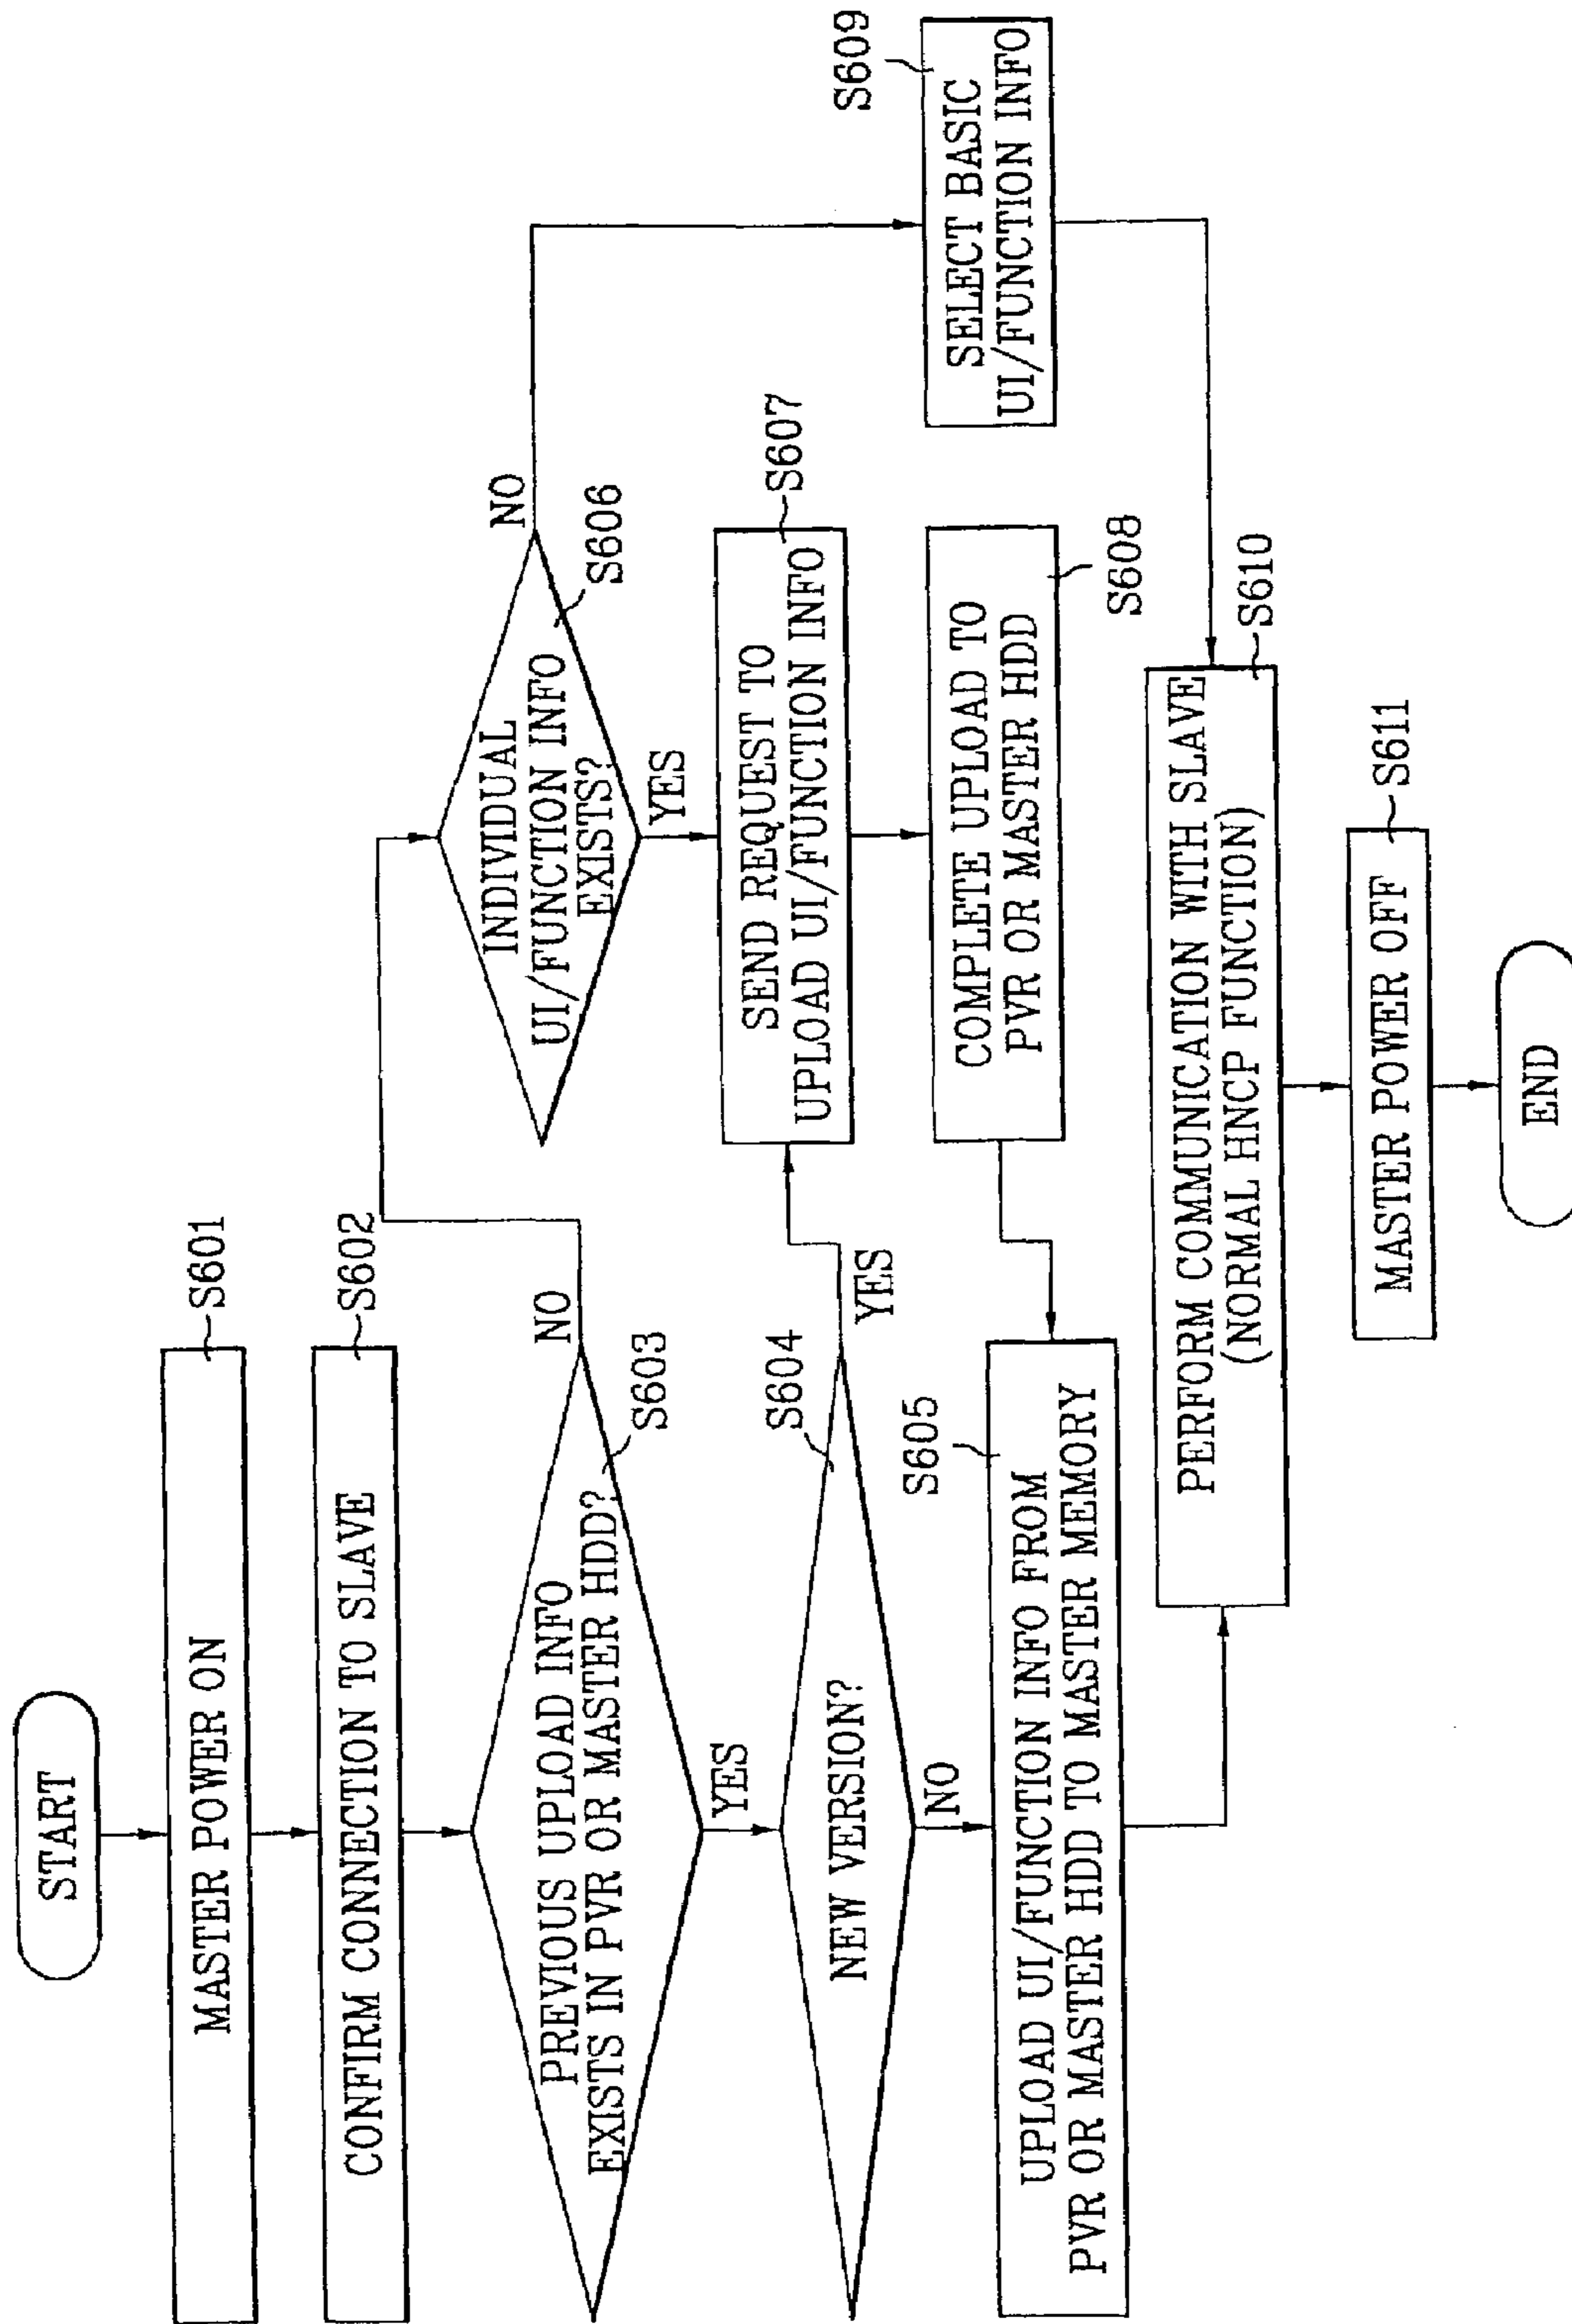 START
MASTER POWER ON
S601
CONFIRM CONNECTION TO SLAVE
S602
PREVIOUS UPLOAD INFO
EXISTS IN PVR OR MASTER HDD?
S603
NO
YES
NEW VERSION?
S604
YES
NO
S605
UPLOAD UI/FUNCTION INFO FROM
PVR OR MASTER HDD TO MASTER MEMORY
INDIVIDUAL
UI/FUNCTION INFO
EXISTS?
S606
NO
YES
SEND REQUEST TO
UPLOAD UI/FUNCTION INFO
S607
COMPLETE UPLOAD TO
PVR OR MASTER HDD
S608
S609
SELECT BASIC
UI/FUNCTION INFO
PERFORM COMMUNICATION WITH SLAVE
(NORMAL HNCP FUNCTION)
S610
MASTER POWER OFF
S611
END